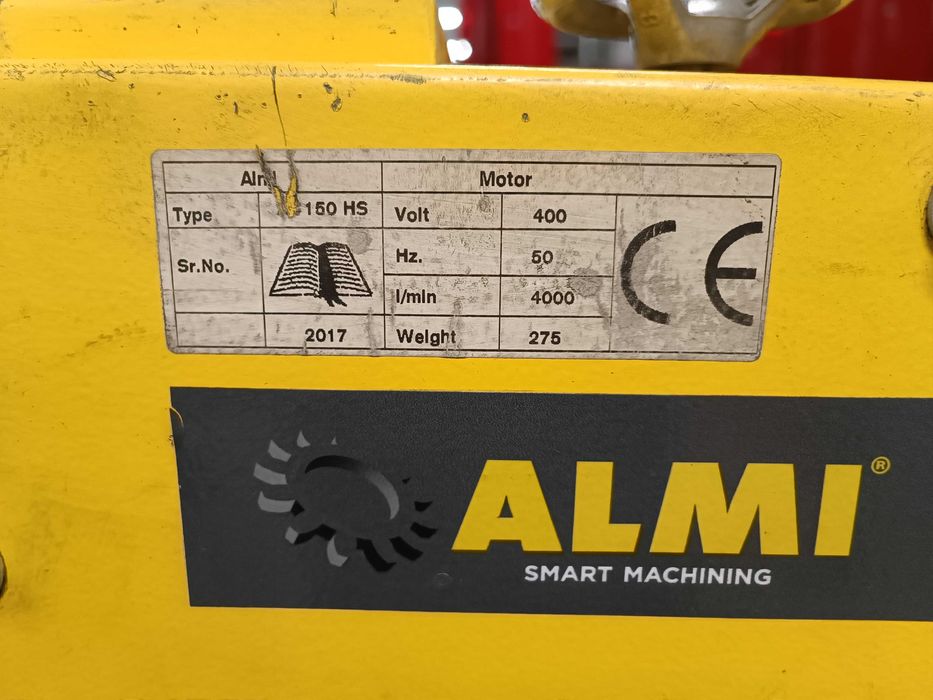 Almi Motor
Type 150 HS Volt 400
Sr.No. Hz. 50
l/min 4000
2017 Weight 275
CE
ALMI®
SMART MACHINING